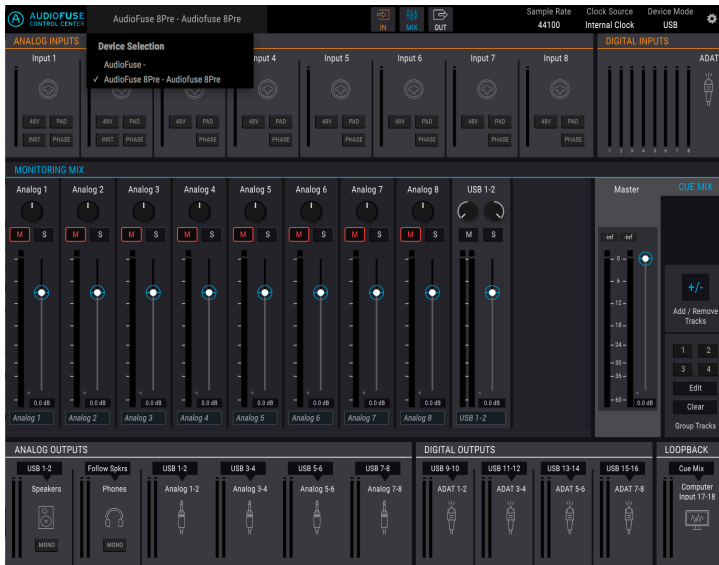 AUDIOFUSE
CONTROL CENTER
AudioFuse 8Pre - Audiofuse 8Pre
IN
MIX
OUT
Sample Rate
44100
Clock Source
Internal Clock
Device Mode
USB
Device Selection
AudioFuse -
✓ AudioFuse 8Pre - Audiofuse 8Pre
ANALOG INPUTS
DIGITAL INPUTS
Input 1
nput 4
Input 5
Input 6
Input 7
Input 8
ADAT
48V PAD 48V PAD 48V PAD 48V PAD 48V PAD 48V PAD 48V PAD
INST PHASE INST PHASE PHASE PHASE PHASE PHASE PHASE
1 2 3 4 5 6 7 8
MONITORING MIX
Analog 1 Analog 2 Analog 3 Analog 4 Analog 5 Analog 6 Analog 7 Analog 8 USB 1-2
M S M S M S M S M S M S M S M S M S
0.0 dB 0.0 dB 0.0 dB 0.0 dB 0.0 dB 0.0 dB 0.0 dB 0.0 dB 0.0 dB
Analog 1 Analog 2 Analog 3 Analog 4 Analog 5 Analog 6 Analog 7 Analog 8 USB 1-2
Master
-inf -inf
0
6
12
24
30
36
60
0.0 dB
CUE MIX
+/-
Add / Remove
Tracks
1 2
3 4
Edit
Clear
Group Tracks
ANALOG OUTPUTS
USB 1-2 Follow Spkrs USB 1-2 USB 3-4 USB 5-6 USB 7-8
Speakers Phones Analog 1-2 Analog 3-4 Analog 5-6 Analog 7-8
MONO MONO
DIGITAL OUTPUTS
USB 9-10 USB 11-12 USB 13-14 USB 15-16
ADAT 1-2 ADAT 3-4 ADAT 5-6 ADAT 7-8
LOOPBACK
Cue Mix
Computer
Input 17-18